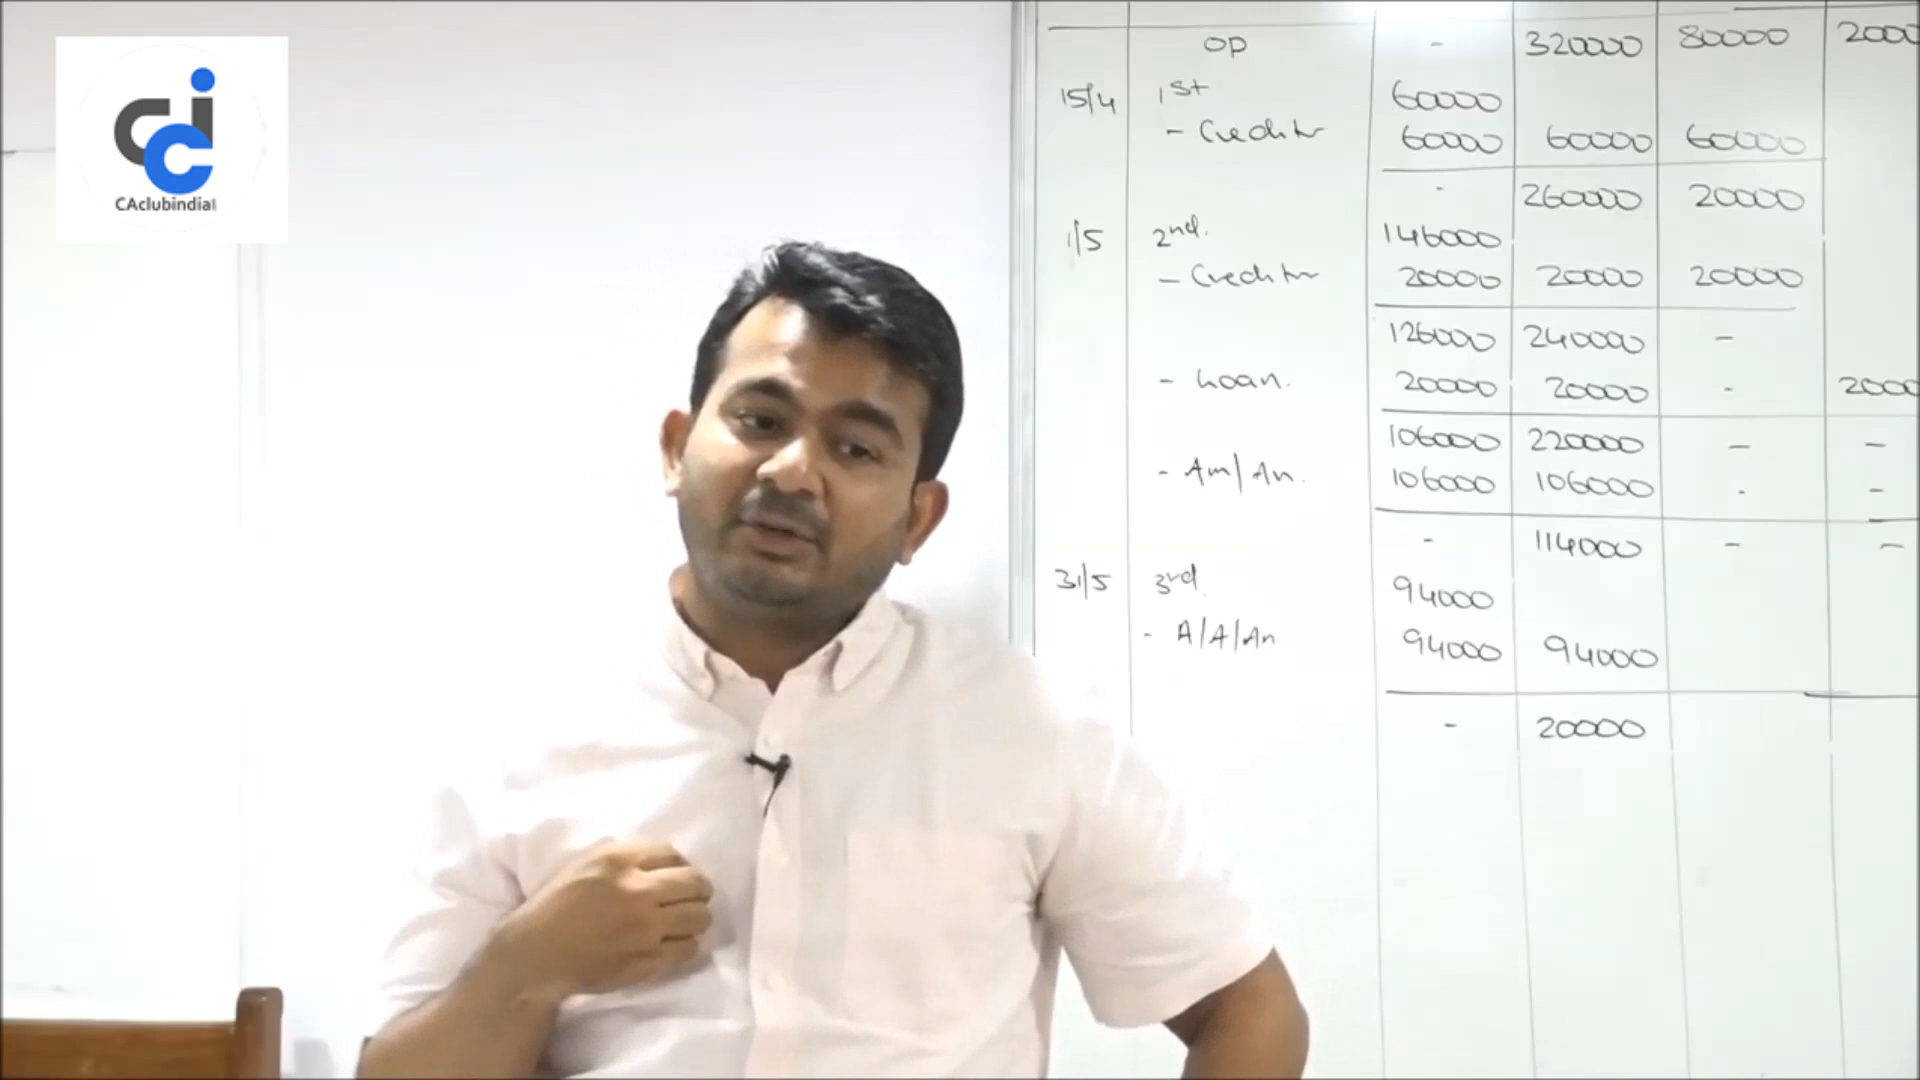 CAclubindia
OP - 320000 80000 2000
15/4 1st 60000
- Creditor 60000 60000 60000
- 260000 20000
1/5 2nd. 146000
- Creditor 20000 20000 20000
126000 240000 -
- Loan. 20000 20000 - 2000
106000 220000 - -
- Am/An. 106000 106000 - -
- 114000 - -
31/5 3rd. 94000
- A/A/An 94000 94000
- 20000